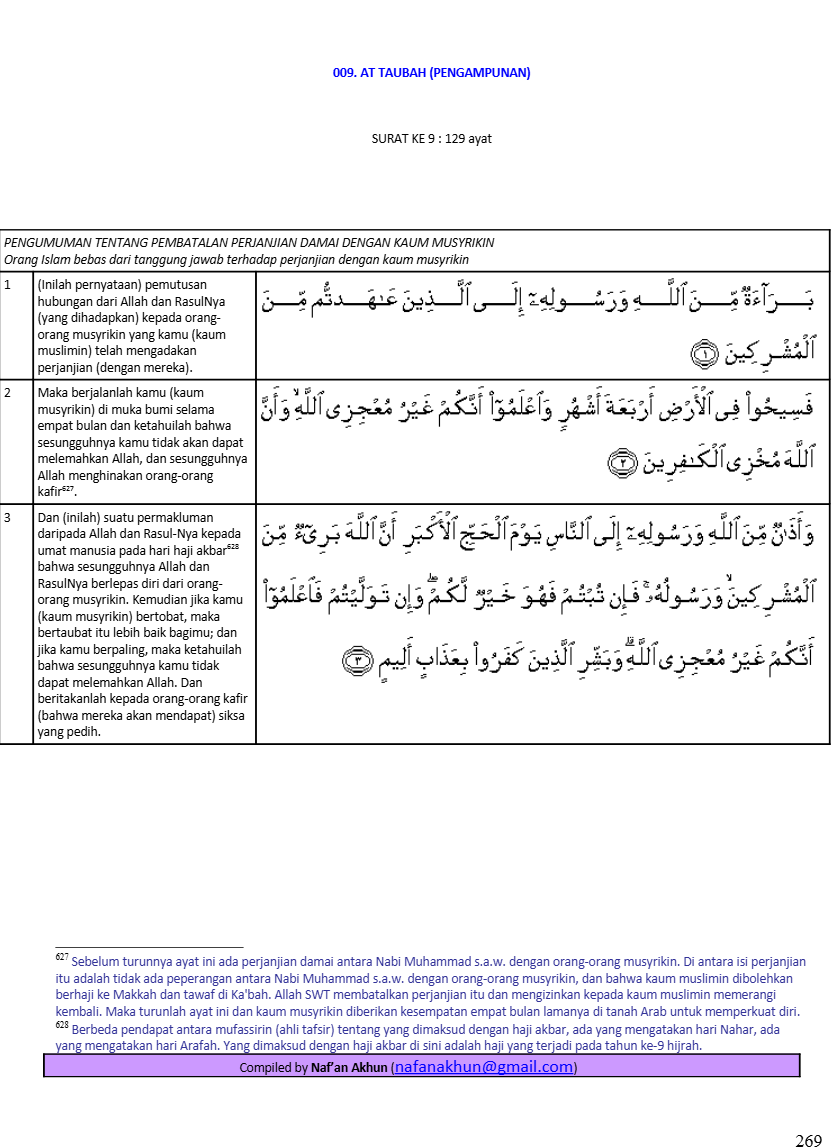 009. AT TAUBAH (PENGAMPUNAN)
SURAT KE 9 : 129 ayat
PENGUMUMAN TENTANG PEMBATALAN PERJANJIAN DAMAI DENGAN KAUM MUSYRIKIN
Orang Islam bebas dari tanggung jawab terhadap perjanjian dengan kaum musyrikin
1
(Inilah pernyataan) pemutusan
hubungan dari Allah dan RasulNya
(yang dihadapkan) kepada orang-
orang musyrikin yang kamu (kaum
muslimin) telah mengadakan
perjanjian (dengan mereka).
بَرَآءَةٌ مِّنَ ٱللَّهِ وَرَسُولِهِۦٓ إِلَى ٱلَّذِينَ عَـٰهَدتُّم مِّنَ
ٱلْمُشْرِكِينَ ١
2
Maka berjalanlah kamu (kaum
musyrikin) di muka bumi selama
empat bulan dan ketahuilah bahwa
sesungguhnya kamu tidak akan dapat
melemahkan Allah, dan sesungguhnya
Allah menghinakan orang-orang
kafir⁶²⁷.
فَسِيحُوا۟ فِى ٱلْأَرْضِ أَرْبَعَةَ أَشْهُرٍ وَٱعْلَمُوٓا۟ أَنَّكُمْ غَيْرُ مُعْجِزِى ٱللَّهِ ۙ وَأَنَّ
ٱللَّهَ مُخْزِى ٱلْكَـٰفِرِينَ ٢
3
Dan (inilah) suatu permakluman
daripada Allah dan Rasul-Nya kepada
umat manusia pada hari haji akbar⁶²⁸
bahwa sesungguhnya Allah dan
RasulNya berlepas diri dari orang-
orang musyrikin. Kemudian jika kamu
(kaum musyrikin) bertobat, maka
bertaubat itu lebih baik bagimu; dan
jika kamu berpaling, maka ketahuilah
bahwa sesungguhnya kamu tidak
dapat melemahkan Allah. Dan
beritakanlah kepada orang-orang kafir
(bahwa mereka akan mendapat) siksa
yang pedih.
وَأَذَٰنٌ مِّنَ ٱللَّهِ وَرَسُولِهِۦٓ إِلَى ٱلنَّاسِ يَوْمَ ٱلْحَجِّ ٱلْأَكْبَرِ أَنَّ ٱللَّهَ بَرِىٓءٌ مِّنَ
ٱلْمُشْرِكِينَ ۙ وَرَسُولُهُۥ ۚ فَإِن تُبْتُمْ فَهُوَ خَيْرٌ لَّكُمْ ۖ وَإِن تَوَلَّيْتُمْ فَٱعْلَمُوٓا۟
أَنَّكُمْ غَيْرُ مُعْجِزِى ٱللَّهِ ۗ وَبَشِّرِ ٱلَّذِينَ كَفَرُوا۟ بِعَذَابٍ أَلِيمٍ ٣
⁶²⁷ Sebelum turunnya ayat ini ada perjanjian damai antara Nabi Muhammad s.a.w. dengan orang-orang musyrikin. Di antara isi perjanjian
itu adalah tidak ada peperangan antara Nabi Muhammad s.a.w. dengan orang-orang musyrikin, dan bahwa kaum muslimin dibolehkan
berhaji ke Makkah dan tawaf di Ka'bah. Allah SWT membatalkan perjanjian itu dan mengizinkan kepada kaum muslimin memerangi
kembali. Maka turunlah ayat ini dan kaum musyrikin diberikan kesempatan empat bulan lamanya di tanah Arab untuk memperkuat diri.
⁶²⁸ Berbeda pendapat antara mufassirin (ahli tafsir) tentang yang dimaksud dengan haji akbar, ada yang mengatakan hari Nahar, ada
yang mengatakan hari Arafah. Yang dimaksud dengan haji akbar di sini adalah haji yang terjadi pada tahun ke-9 hijrah.
Compiled by Naf’an Akhun (nafanakhun@gmail.com)
269